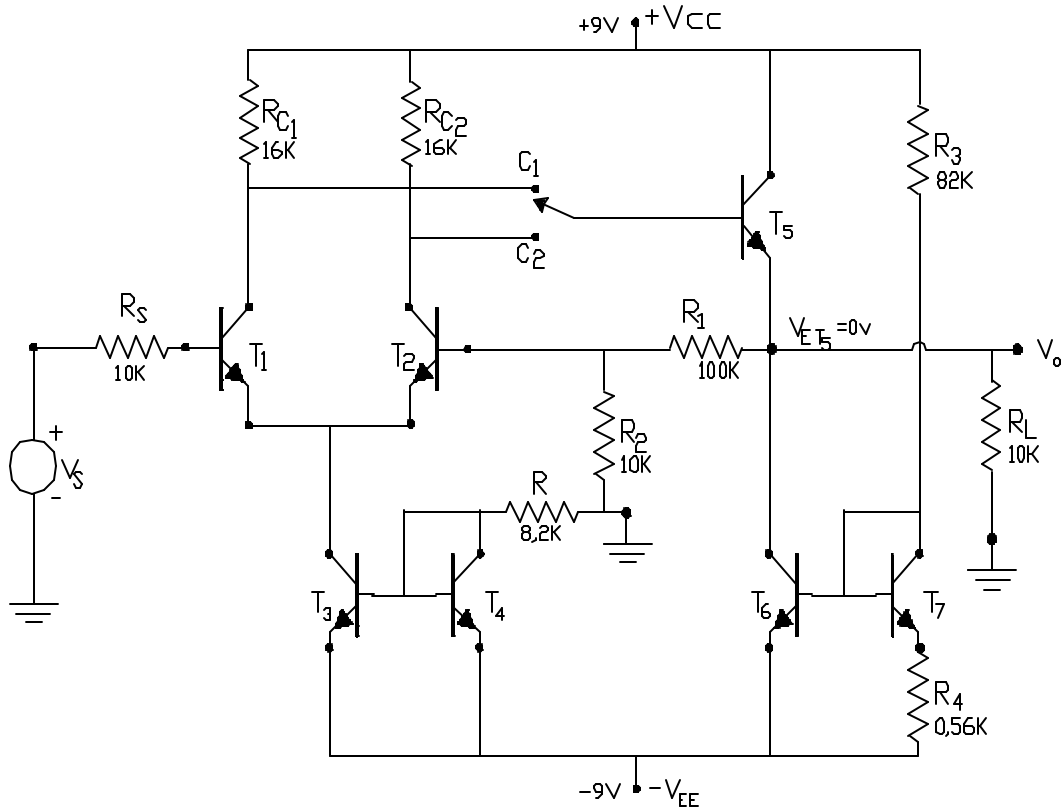 +9V +VCC
RC1
16K
RC2
16K
R3
82K
C1
C2
T5
RS
10K
T1
T2
R1
100K
VET5=0v
Vo
+
VS
-
R2
10K
RL
10K
R
8,2K
T3
T4
T6
T7
R4
0,56K
-9V -VEE